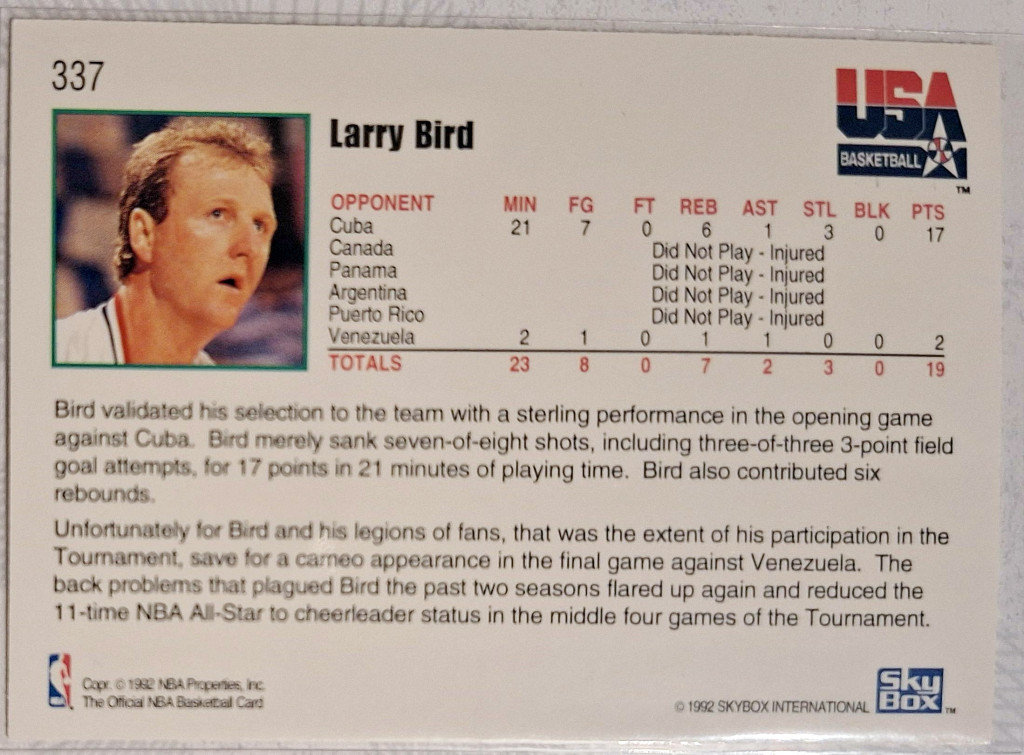 337
USA
BASKETBALL
TM
Larry Bird
OPPONENT MIN FG FT REB AST STL BLK PTS
Cuba 21 7 0 6 1 3 0 17
Canada Did Not Play - Injured
Panama Did Not Play - Injured
Argentina Did Not Play - Injured
Puerto Rico Did Not Play - Injured
Venezuela 2 1 0 1 1 0 0 2
TOTALS 23 8 0 7 2 3 0 19
Bird validated his selection to the team with a sterling performance in the opening game
against Cuba. Bird merely sank seven-of-eight shots, including three-of-three 3-point field
goal attempts, for 17 points in 21 minutes of playing time. Bird also contributed six
rebounds.
Unfortunately for Bird and his legions of fans, that was the extent of his participation in the
Tournament, save for a cameo appearance in the final game against Venezuela. The
back problems that plagued Bird the past two seasons flared up again and reduced the
11-time NBA All-Star to cheerleader status in the middle four games of the Tournament.
Copr. © 1992 NBA Properties, Inc.
The Official NBA Basketball Card
© 1992 SKYBOX INTERNATIONAL
Sky
Box
TM